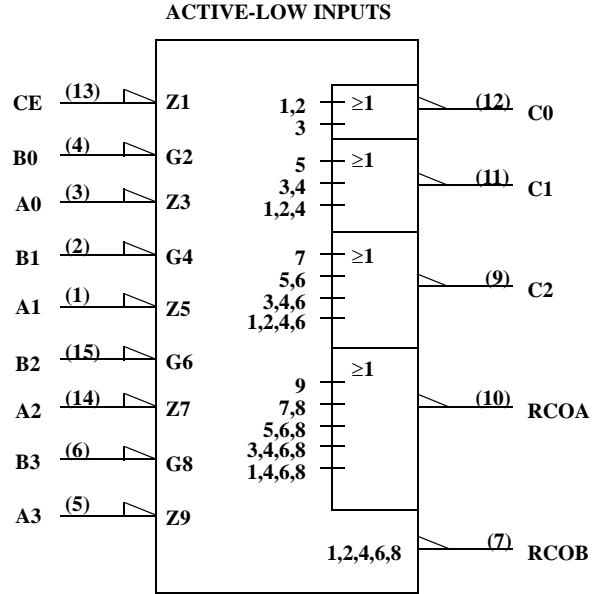 ACTIVE-LOW INPUTS
CE (13) Z1
B0 (4) G2
A0 (3) Z3
B1 (2) G4
A1 (1) Z5
B2 (15) G6
A2 (14) Z7
B3 (6) G8
A3 (5) Z9
1,2 ≥1 (12) C0
3
5 ≥1 (11) C1
3,4
1,2,4
7 ≥1 (9) C2
5,6
3,4,6
1,2,4,6
≥1
9 (10) RCOA
7,8
5,6,8
3,4,6,8
1,4,6,8
1,2,4,6,8 (7) RCOB